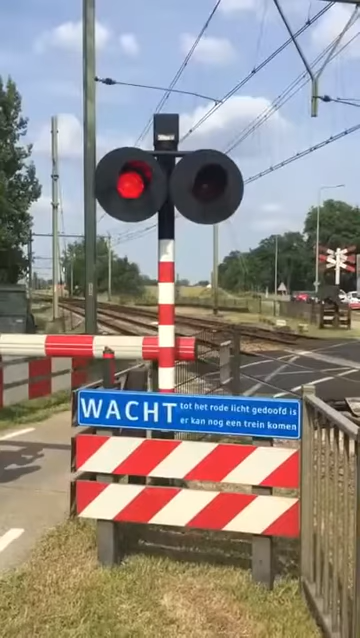 WACHT tot het rode licht gedoofd is
er kan nog een trein komen